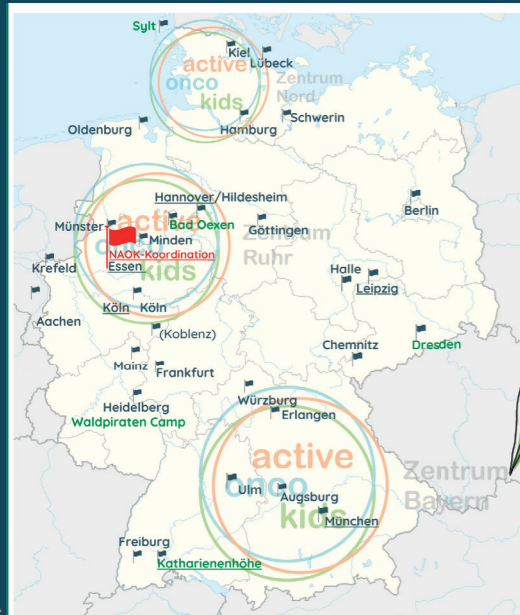 Sylt
Kiel
Lübeck
active
onco
kids
Zentrum
Nord
Oldenburg
Hamburg
Schwerin
Hannover/Hildesheim
Berlin
Münster
active
onco
kids
Bad Oexen
Göttingen
Minden
Zentrum
Ruhr
NAOK-Koordination
Essen
Krefeld
Halle
Leipzig
Aachen
Köln
Köln
(Koblenz)
Chemnitz
Dresden
Mainz
Frankfurt
Heidelberg
Waldpiraten Camp
Würzburg
Erlangen
active
onco
kids
Zentrum
Bayern
Ulm
Augsburg
München
Freiburg
Katharienenhöhe